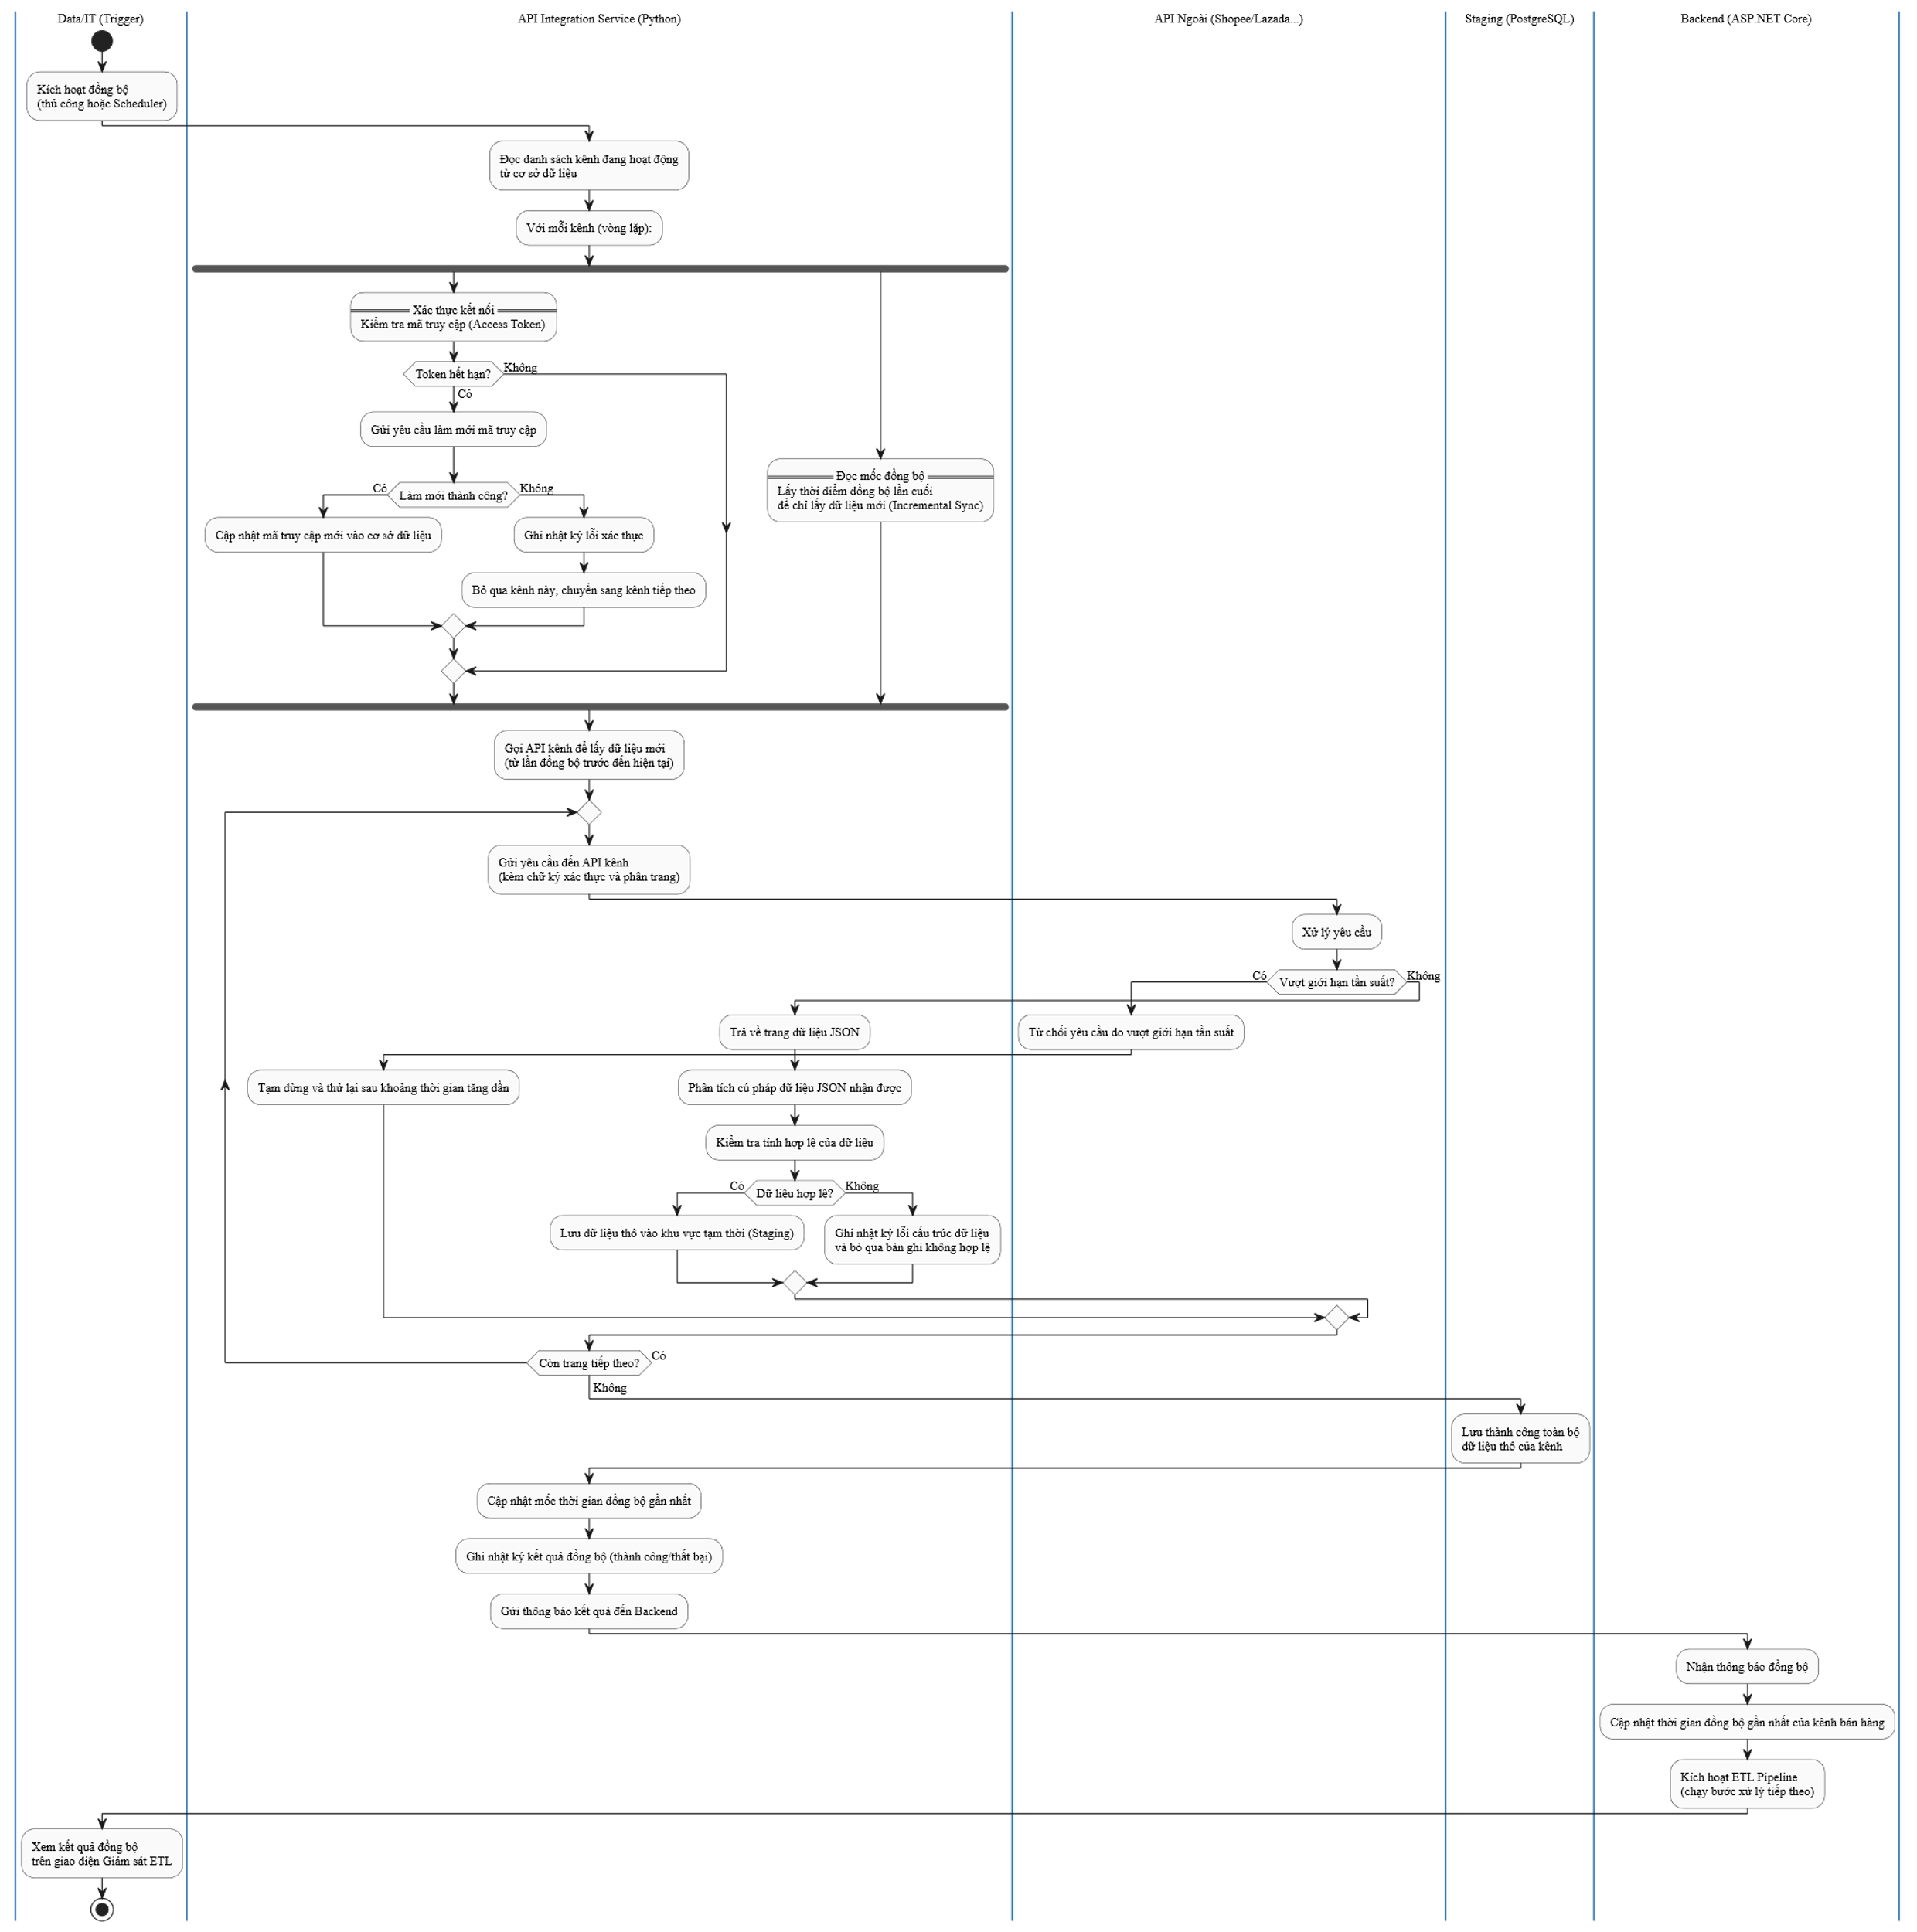 Data/IT (Trigger)
API Integration Service (Python)
API Ngoài (Shopee/Lazada...)
Staging (PostgreSQL)
Backend (ASP.NET Core)
Kích hoạt đồng bộ
(thủ công hoặc Scheduler)
Đọc danh sách kênh đang hoạt động
từ cơ sở dữ liệu
Với mỗi kênh (vòng lặp):
Xác thực kết nối
Kiểm tra mã truy cập (Access Token)
Token hết hạn?
Không
Có
Gửi yêu cầu làm mới mã truy cập
Đọc mốc đồng bộ
Lấy thời điểm đồng bộ lần cuối
để chỉ lấy dữ liệu mới (Incremental Sync)
Có
Làm mới thành công?
Không
Cập nhật mã truy cập mới vào cơ sở dữ liệu
Ghi nhật ký lỗi xác thực
Bỏ qua kênh này, chuyển sang kênh tiếp theo
Gọi API kênh để lấy dữ liệu mới
(từ lần đồng bộ trước đến hiện tại)
Gửi yêu cầu đến API kênh
(kèm chữ ký xác thực và phân trang)
Xử lý yêu cầu
Có
Vượt giới hạn tần suất?
Không
Trả về trang dữ liệu JSON
Từ chối yêu cầu do vượt giới hạn tần suất
Tạm dừng và thử lại sau khoảng thời gian tăng dần
Phân tích cú pháp dữ liệu JSON nhận được
Kiểm tra tính hợp lệ của dữ liệu
Có
Dữ liệu hợp lệ?
Không
Lưu dữ liệu thô vào khu vực tạm thời (Staging)
Ghi nhật ký lỗi cấu trúc dữ liệu
và bỏ qua bản ghi không hợp lệ
Còn trang tiếp theo?
Có
Không
Lưu thành công toàn bộ
dữ liệu thô của kênh
Cập nhật mốc thời gian đồng bộ gần nhất
Ghi nhật ký kết quả đồng bộ (thành công/thất bại)
Gửi thông báo kết quả đến Backend
Nhận thông báo đồng bộ
Cập nhật thời gian đồng bộ gần nhất của kênh bán hàng
Kích hoạt ETL Pipeline
(chạy bước xử lý tiếp theo)
Xem kết quả đồng bộ
trên giao diện Giám sát ETL